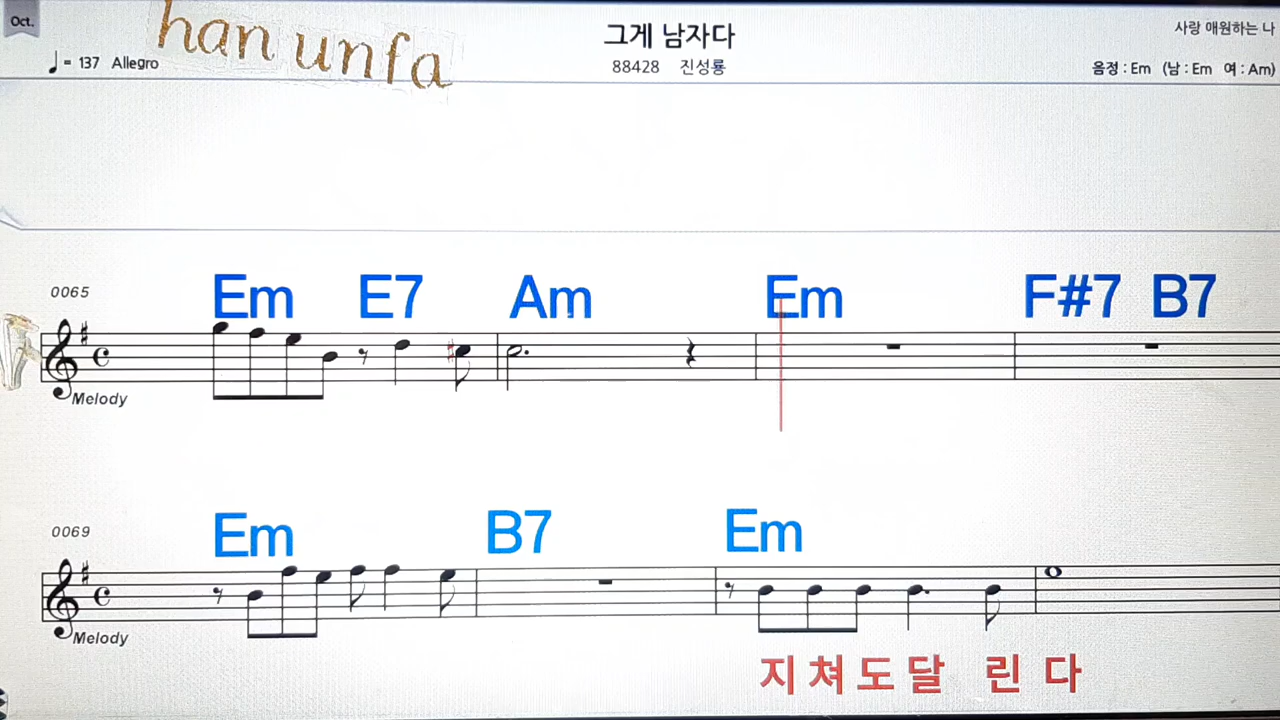 Oct.
han unfa
♩= 137 Allegro
그게 남자다
88428 진성룡
사랑 애원하는 나
음정 : Em (남 : Em 여 : Am)
0065
Em E7 Am Em F#7 B7
Melody
0069
Em B7 Em
Melody
지 쳐 도 달 린 다